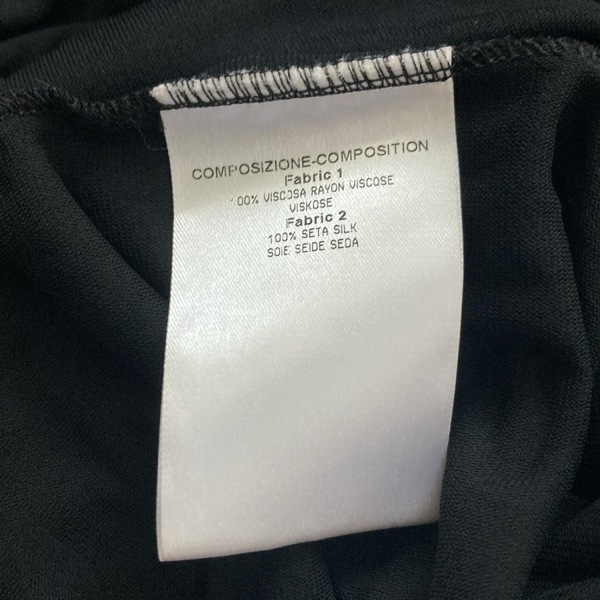 COMPOSIZIONE-COMPOSITION
Fabric 1
100% VISCOSA RAYON VISCOSE
VISKOSE
Fabric 2
100% SETA SILK
SOIE SEIDE SEDA